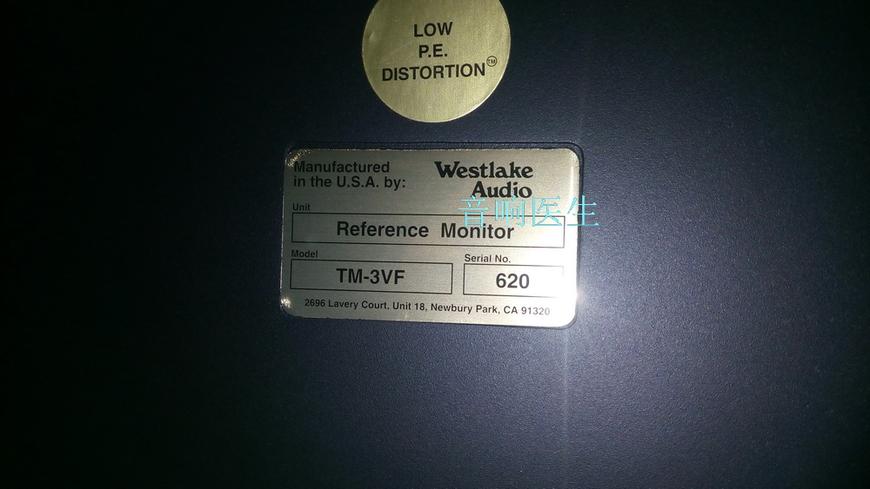 LOW
P.E.
DISTORTION™
Manufactured
in the U.S.A. by:
Westlake
Audio
音响医生
Unit
Reference Monitor
Model
TM-3VF
Serial No.
620
2696 Lavery Court, Unit 18, Newbury Park, CA 91320